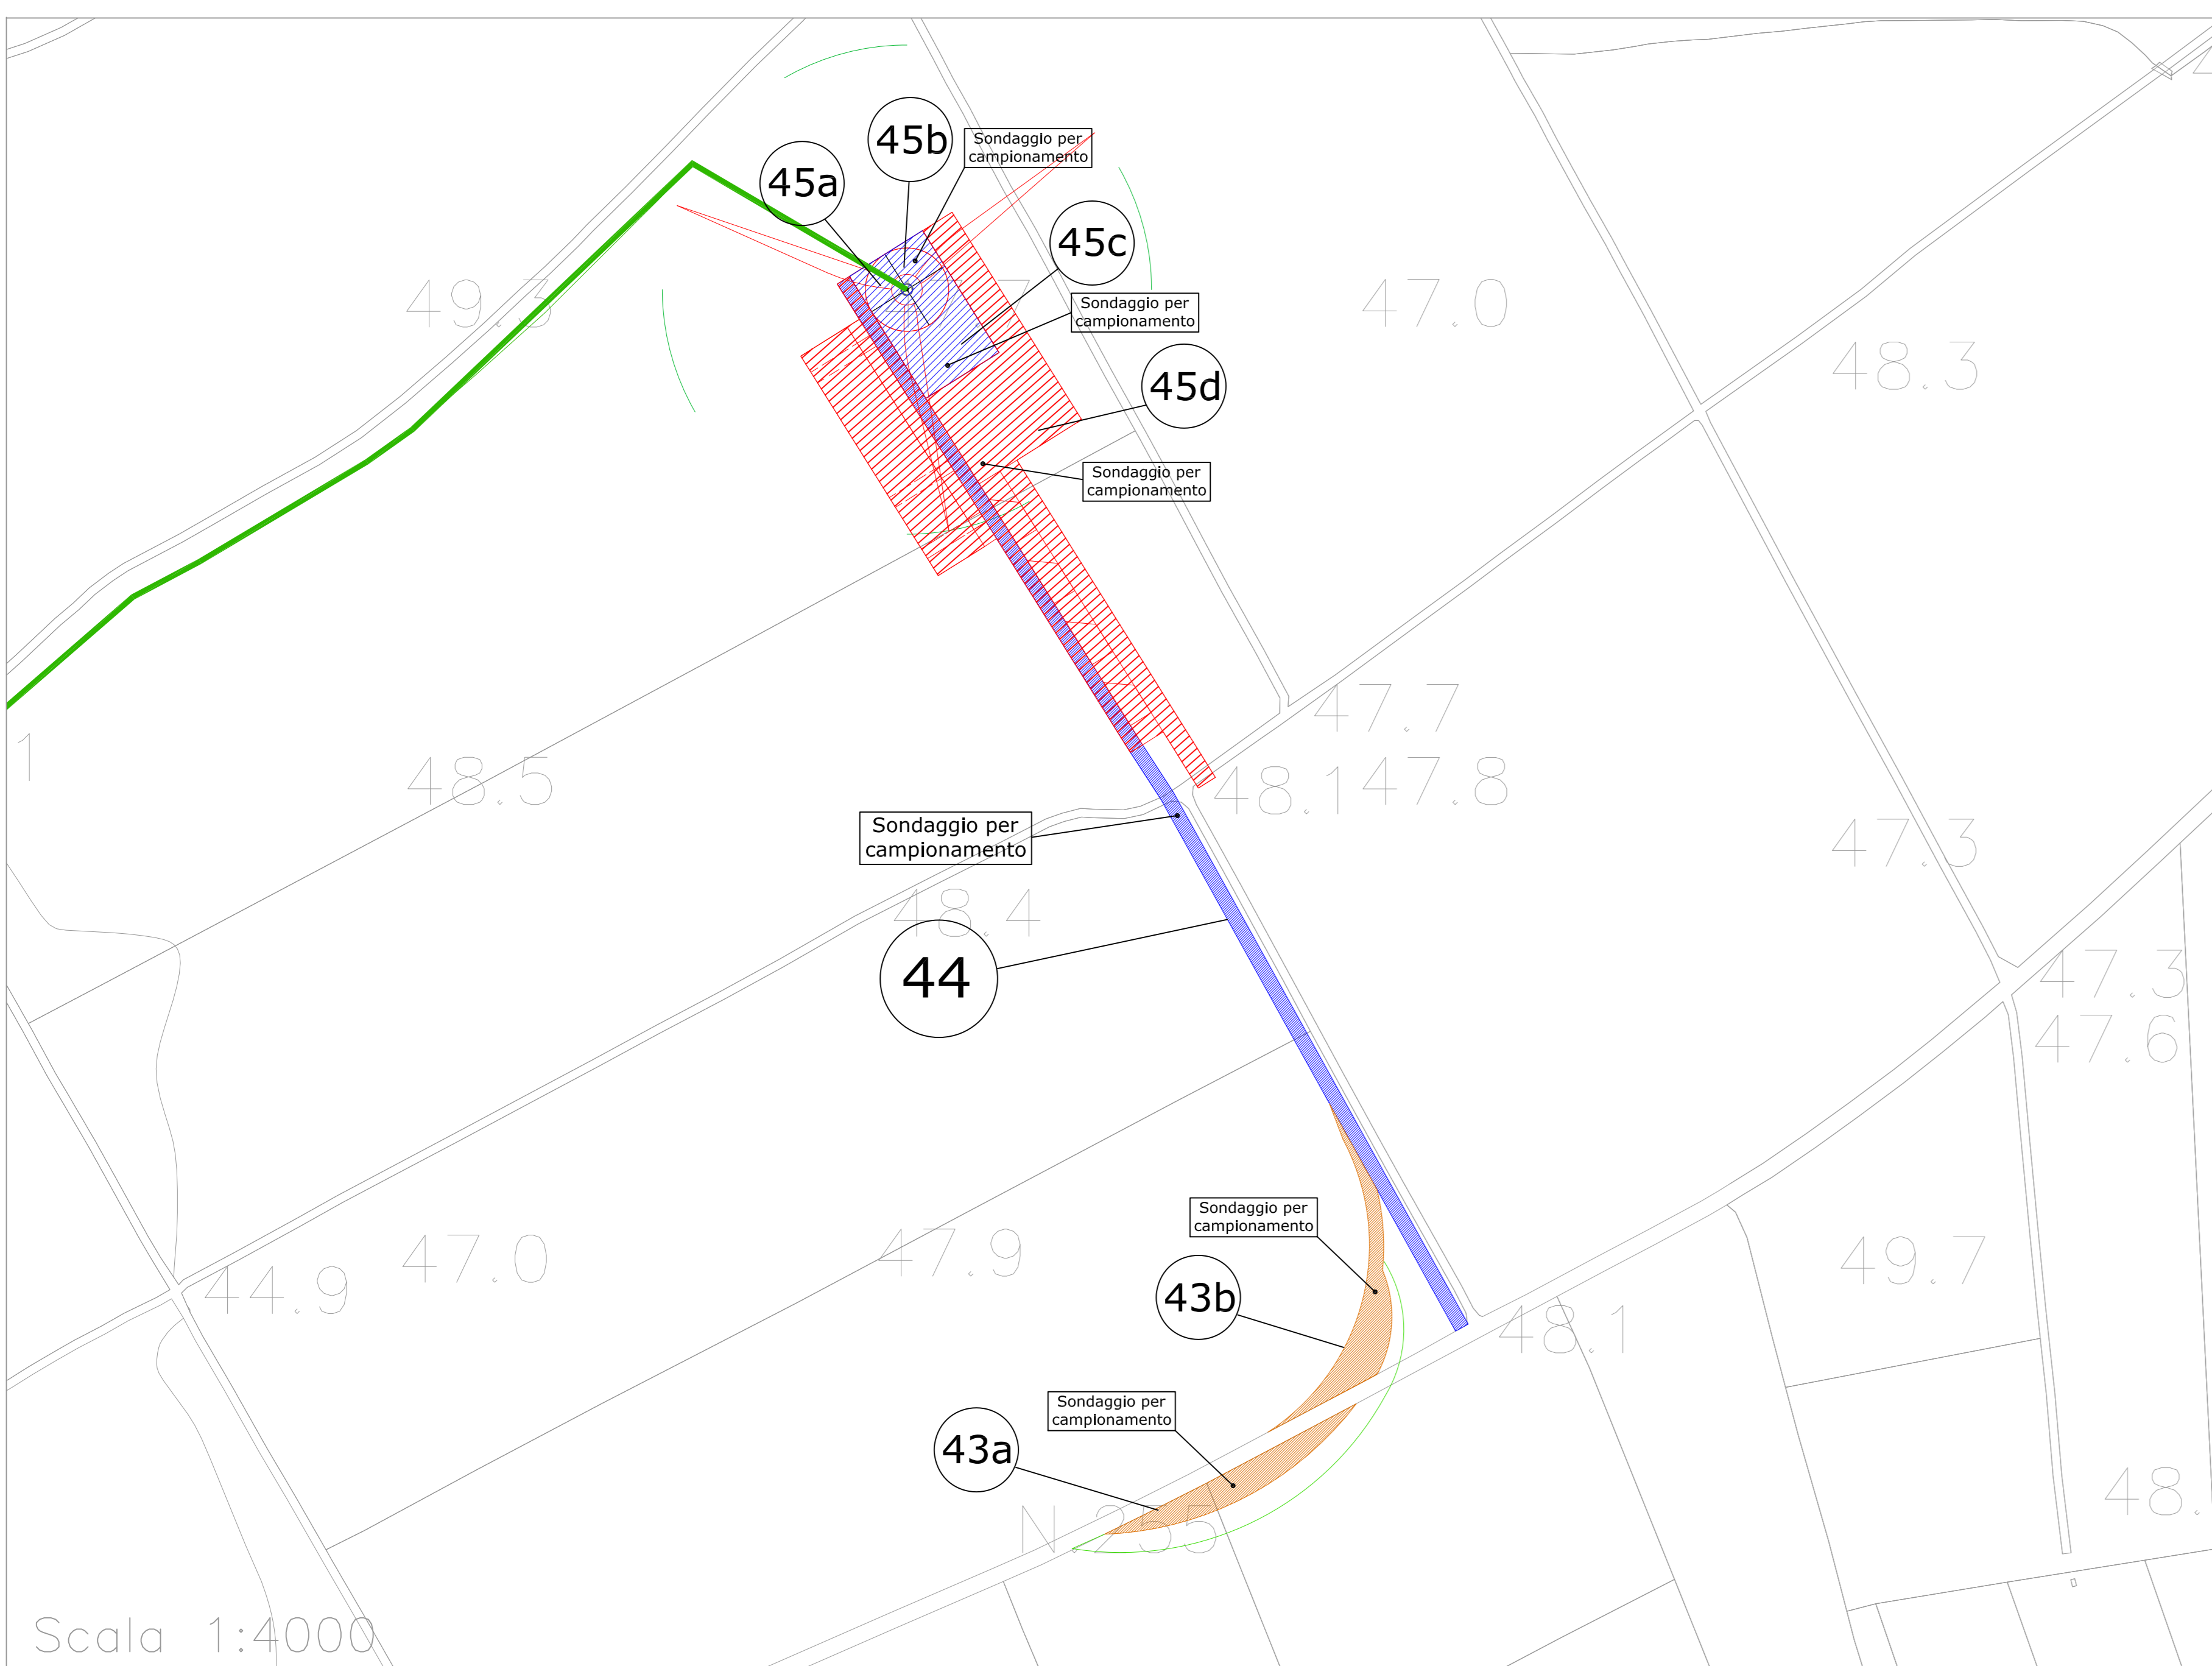 45b
Sondaggio per
campionamento
45a
45c
49.3
47.0
Sondaggio per
campionamento
48.3
45d
Sondaggio per
campionamento
47.7
1
48.5
48.1
47.8
Sondaggio per
campionamento
47.3
48.4
44
47.3
47.6
Sondaggio per
campionamento
47.0
47.9
49.7
44.9
43b
48.1
Sondaggio per
campionamento
43a
48.
N.255
Scala 1:4000